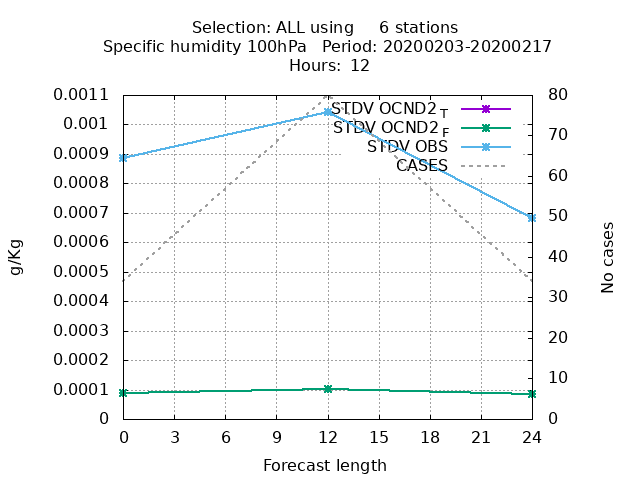 Selection: ALL using     6 stations
Specific humidity 100hPa   Period: 20200203-20200217
Hours:  12
STDV OCND2 T
STDV OCND2 F
STDV OBS
CASES
0.0011
0.001
0.0009
0.0008
0.0007
0.0006
0.0005
0.0004
0.0003
0.0002
0.0001
0
g/Kg
80
70
60
50
40
30
20
10
0
No cases
0 3 6 9 12 15 18 21 24
Forecast length